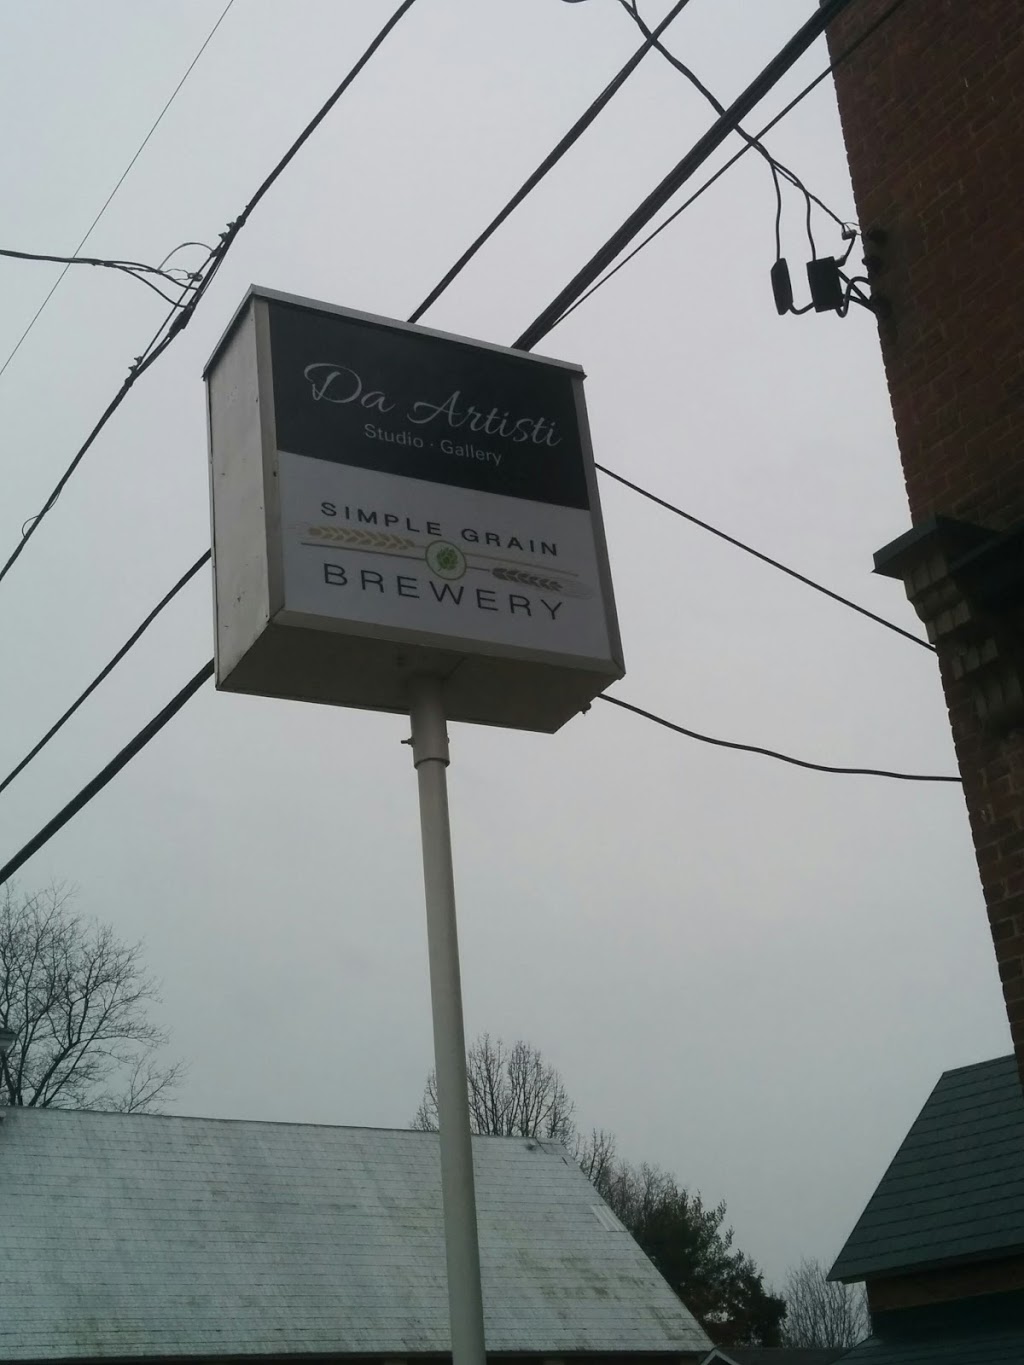 Da Artisti
Studio · Gallery
SIMPLE GRAIN
BREWERY